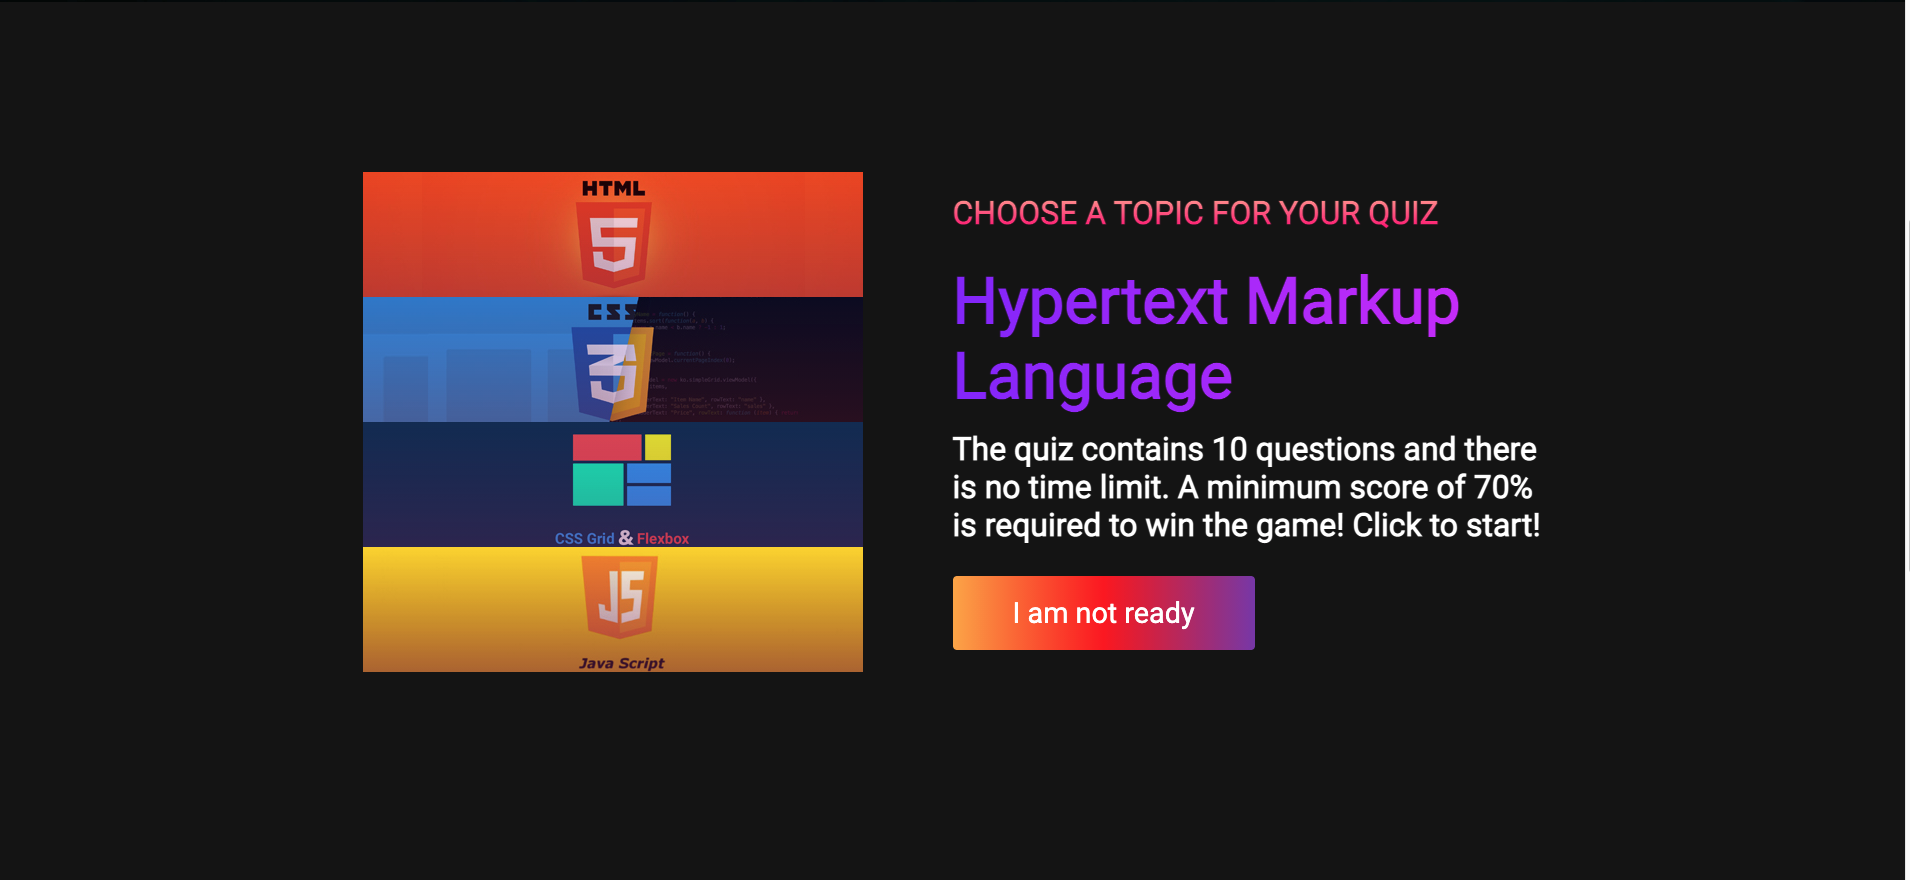 HTML
5
CSS
3
CSS Grid & Flexbox
JS
Java Script
CHOOSE A TOPIC FOR YOUR QUIZ
Hypertext Markup
Language
The quiz contains 10 questions and there
is no time limit. A minimum score of 70%
is required to win the game! Click to start!
I am not ready